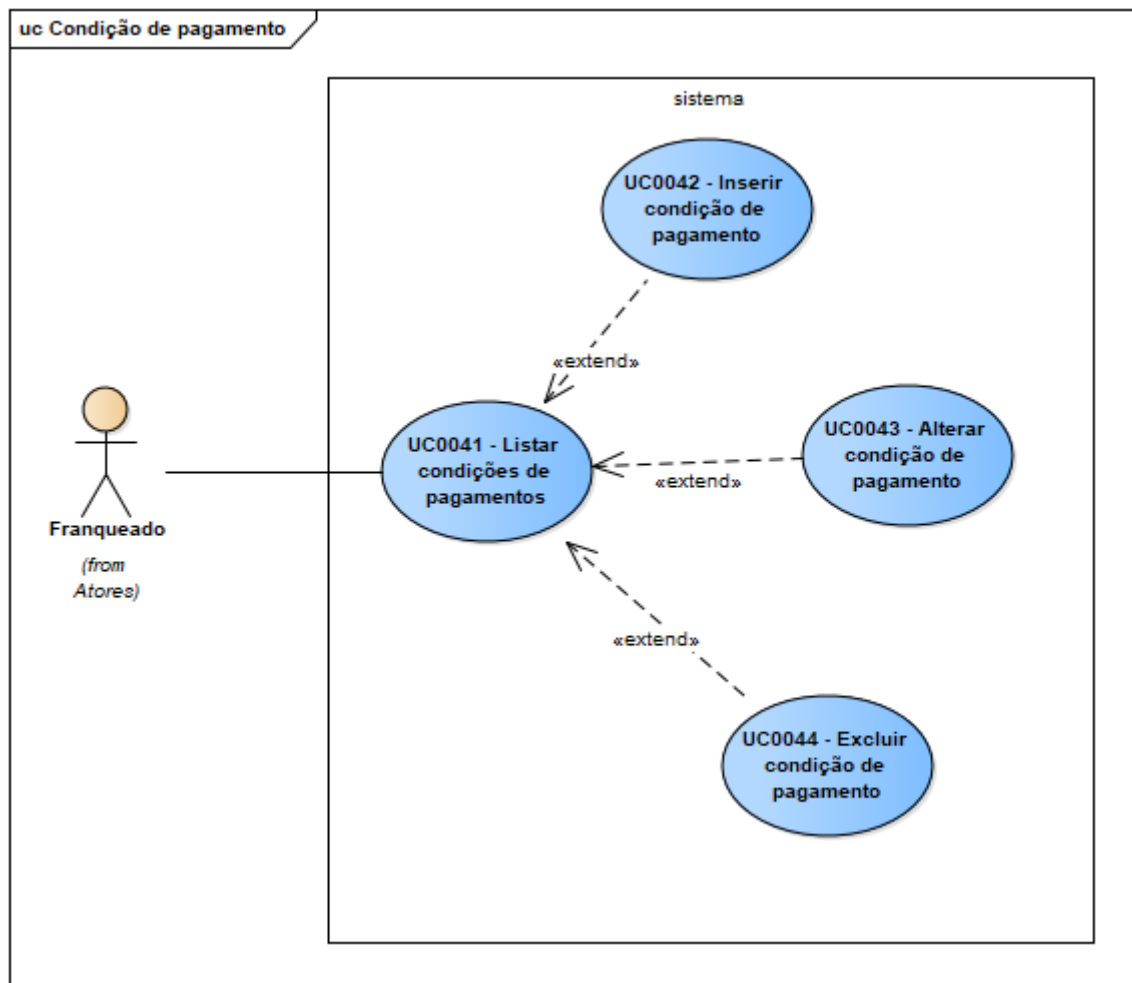 uc Condição de pagamento
sistema
UC0042 - Inserir
condição de
pagamento
«extend»
UC0041 - Listar
condições de
pagamentos
UC0043 - Alterar
condição de
pagamento
«extend»
Franqueado
(from
Atores)
«extend»
UC0044 - Excluir
condição de
pagamento